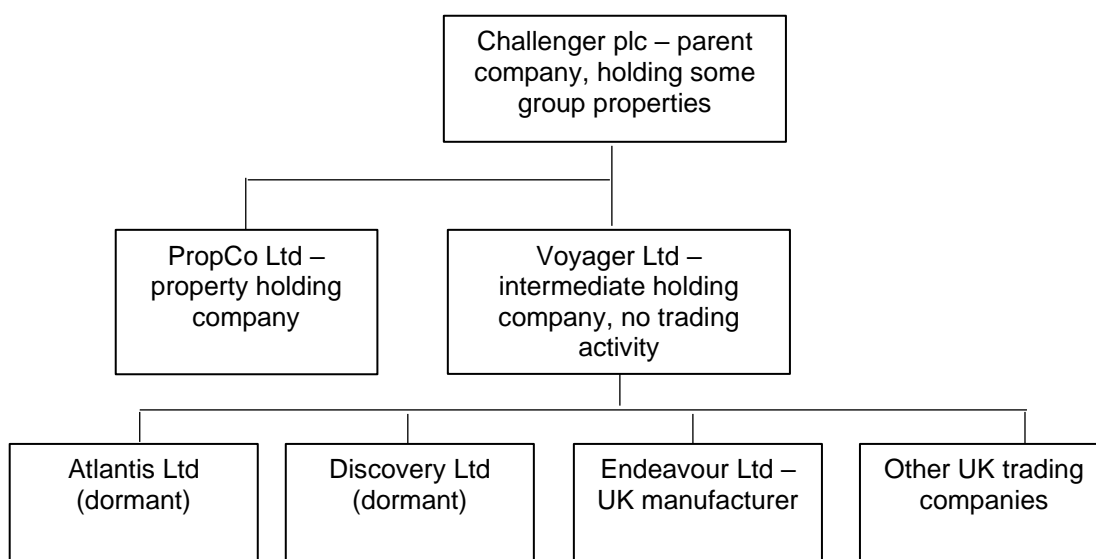 Challenger plc – parent
company, holding some
group properties
PropCo Ltd –
property holding
company
Voyager Ltd –
intermediate holding
company, no trading
activity
Atlantis Ltd
(dormant)
Discovery Ltd
(dormant)
Endeavour Ltd –
UK manufacturer
Other UK trading
companies